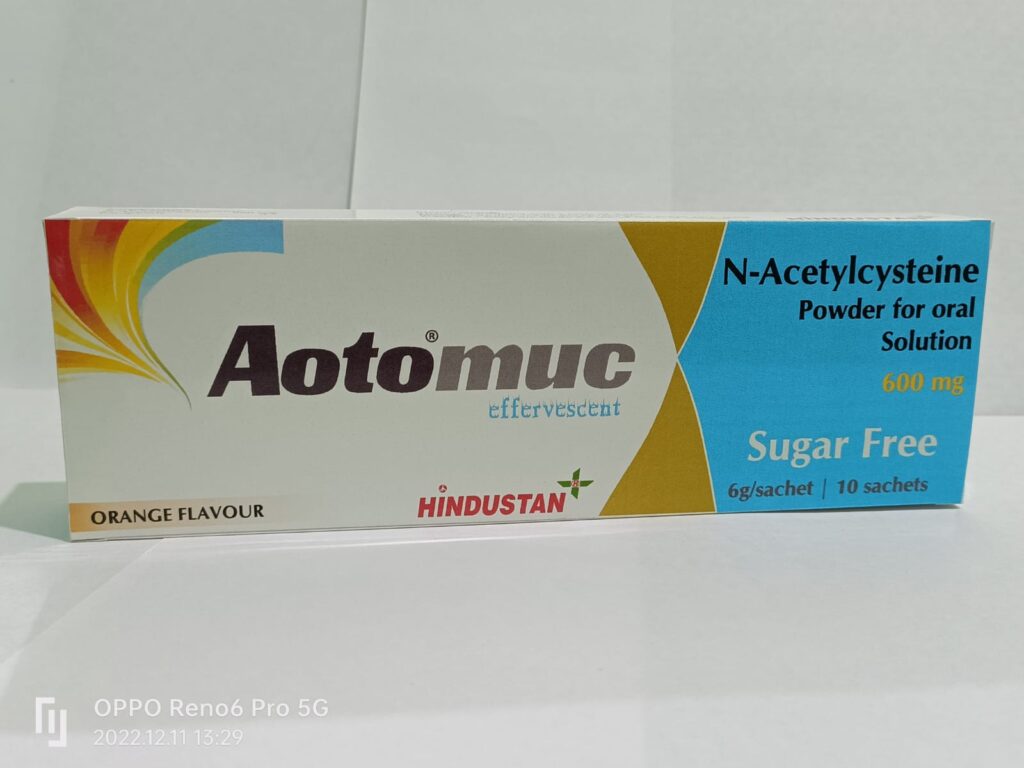 Aotomuc®
effervescent
ORANGE FLAVOUR
HINDUSTAN
N-Acetylcysteine
Powder for oral
Solution
600 mg
Sugar Free
6g/sachet | 10 sachets
OPPO Reno6 Pro 5G
2022.12.11 13:29